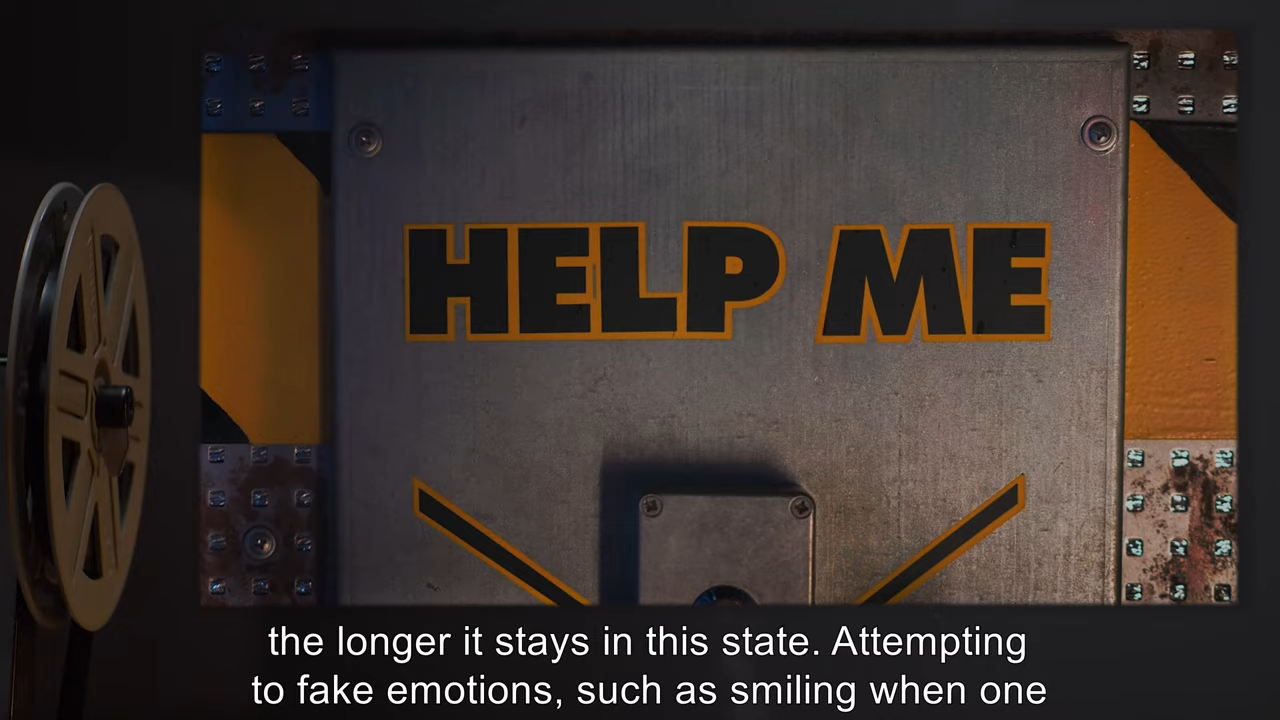 HELP ME
the longer it stays in this state. Attempting
to fake emotions, such as smiling when one